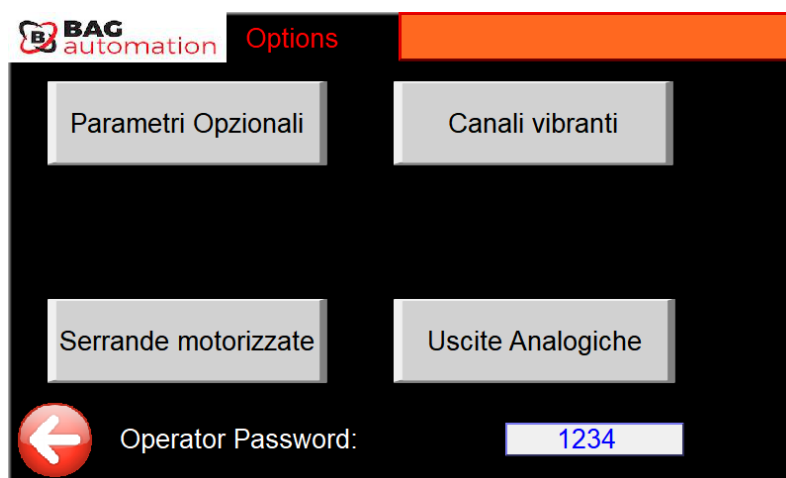 B BAG
automation
Options
Parametri Opzionali
Canali vibranti
Serrande motorizzate
Uscite Analogiche
Operator Password:
1234